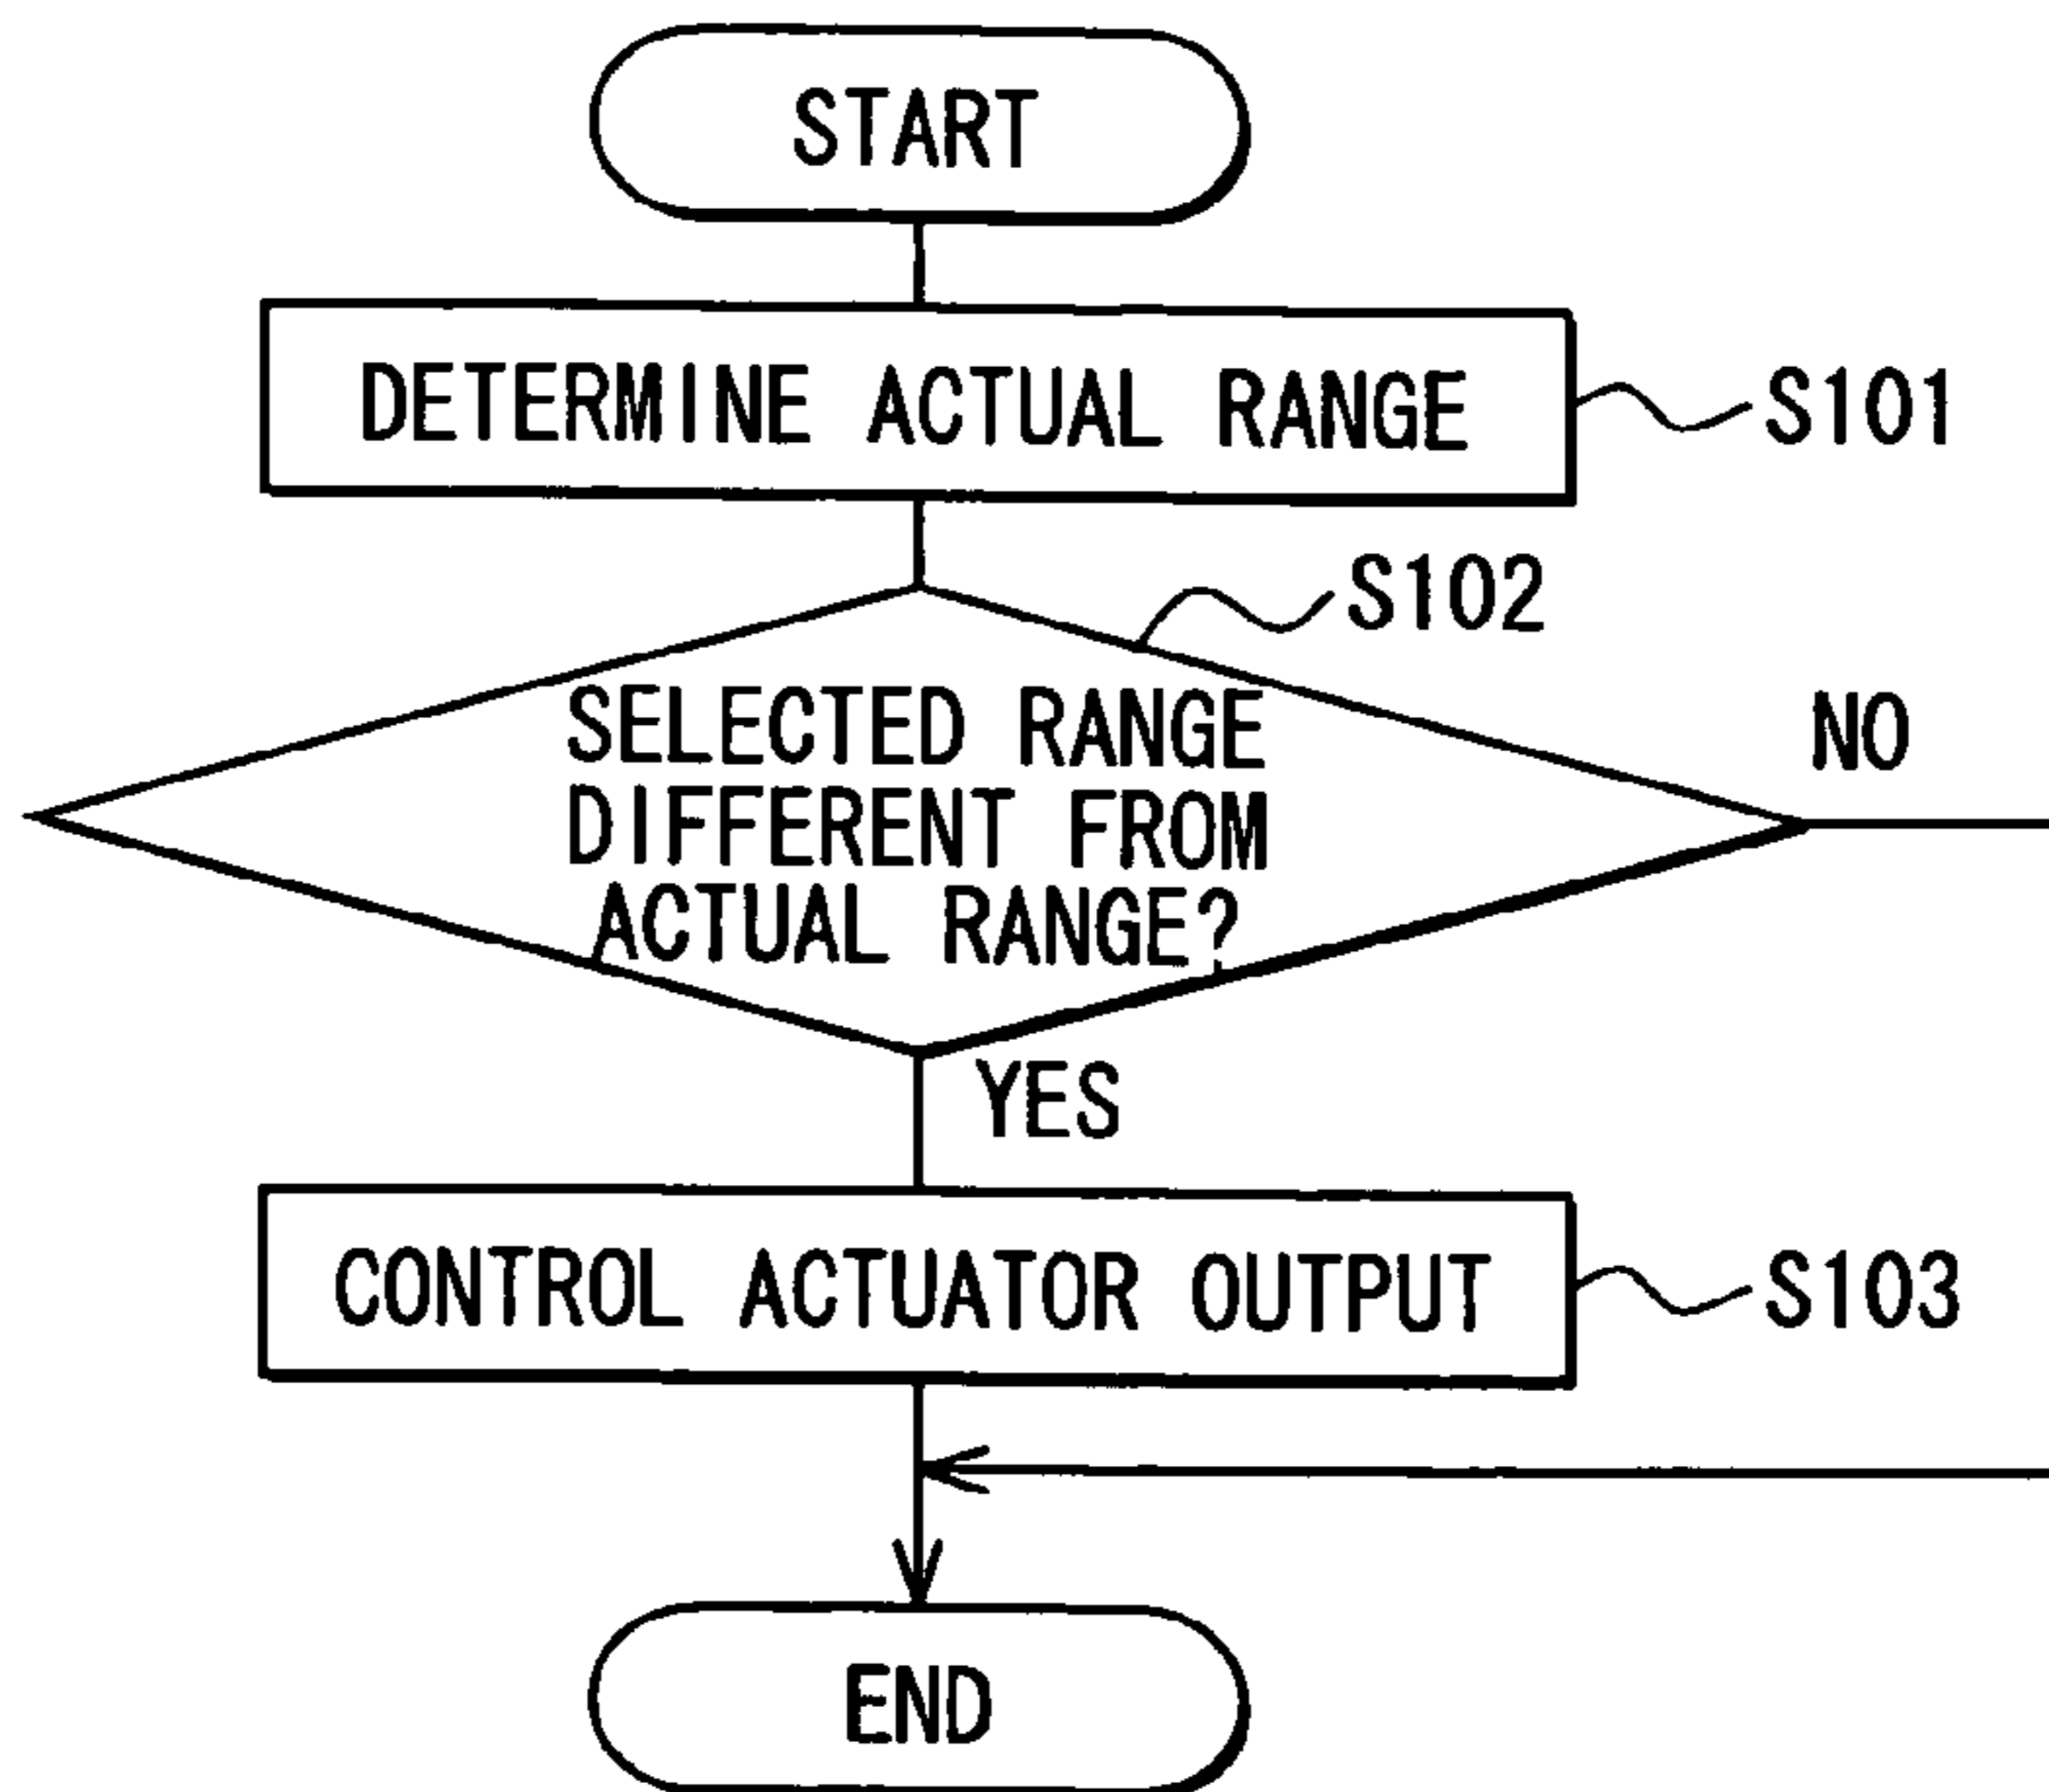 START
DETERMINE ACTUAL RANGE
S101
S102
SELECTED RANGE
DIFFERENT FROM
ACTUAL RANGE?
NO
YES
CONTROL ACTUATOR OUTPUT
S103
END